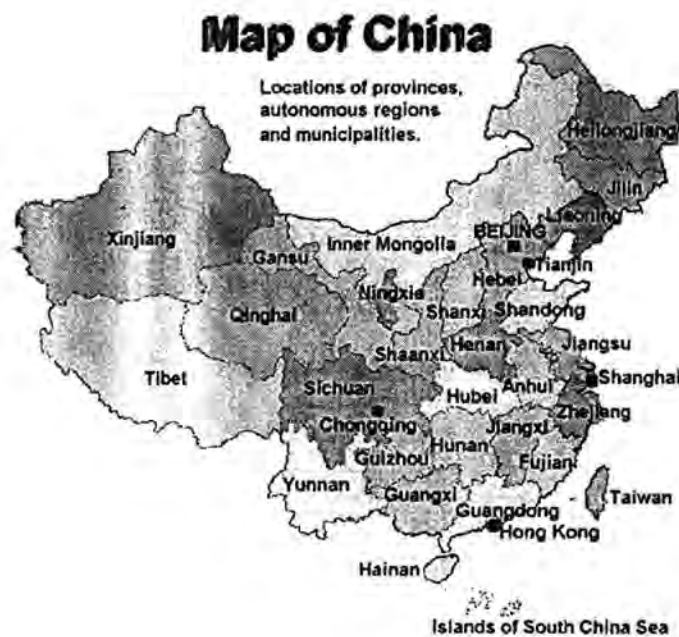 Map of China
Locations of provinces,
autonomous regions
and municipalities.
Heilongjiang
Jilin
Liaoning
BEIJING
Xinjiang
Inner Mongolia
Gansu
Tianjin
Hebei
Ningxia
Qinghai
Shanxi
Shandong
Shaanxi
Henan
Jiangsu
Tibet
Sichuan
Hubei
Anhui
Shanghai
Chongqing
Zhejiang
Jiangxi
Hunan
Guizhou
Fujian
Yunnan
Guangxi
Guangdong
Taiwan
Hong Kong
Hainan
Islands of South China Sea